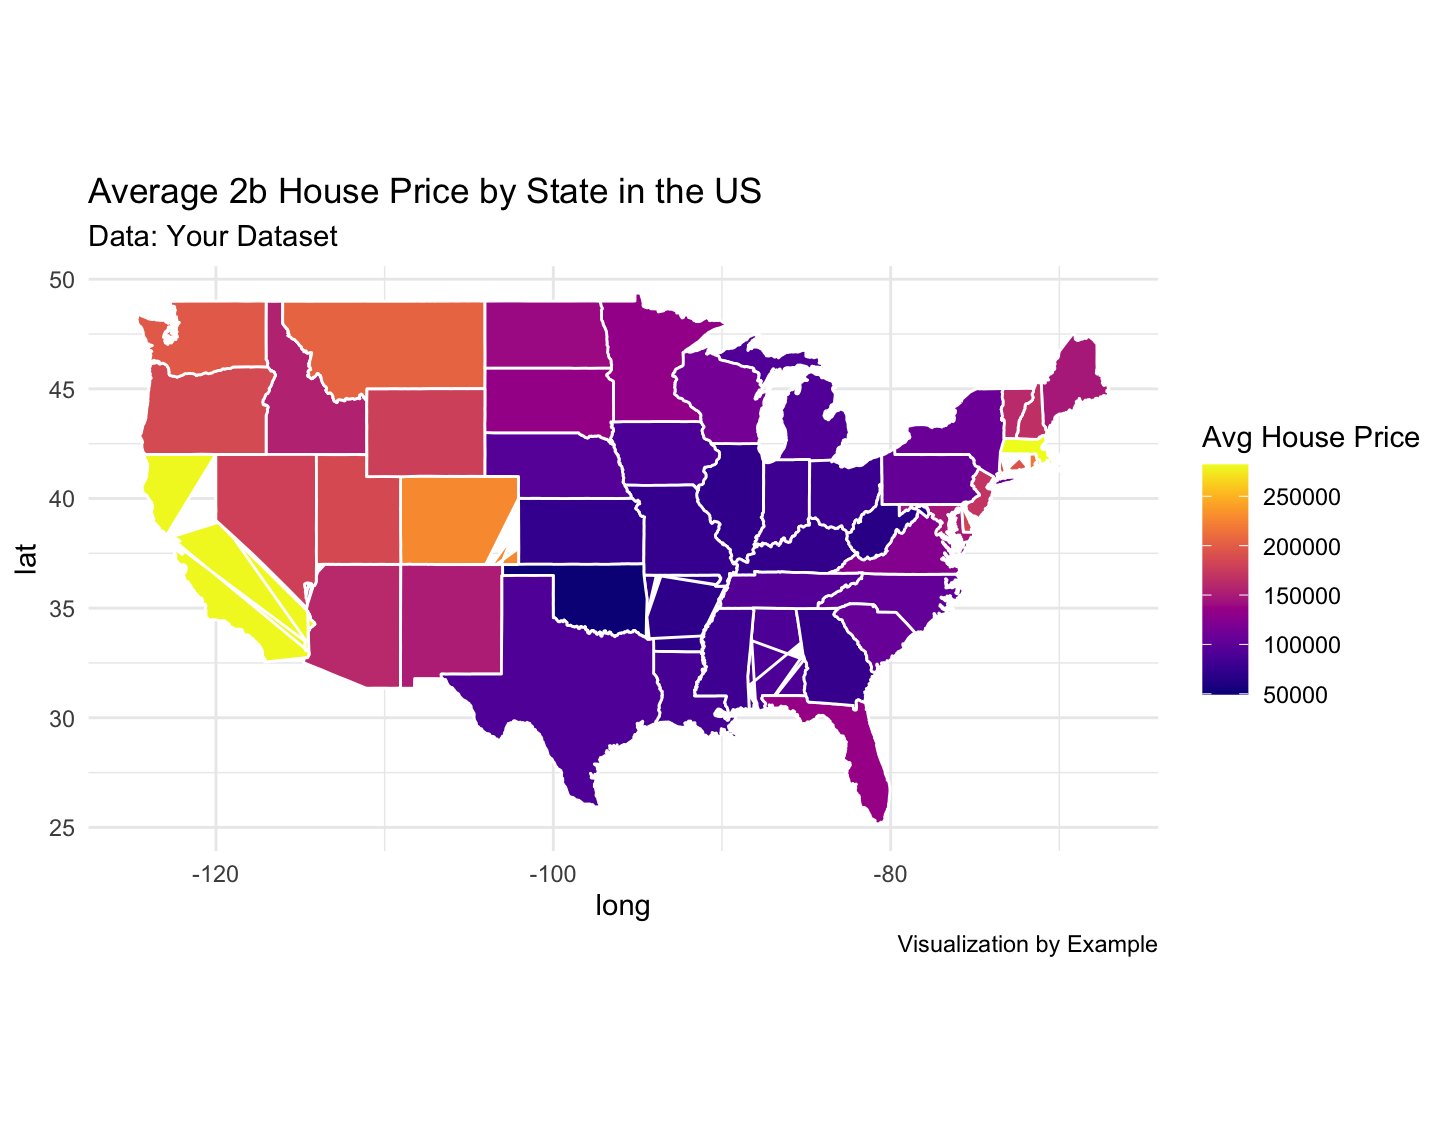 Average 2b House Price by State in the US
Data: Your Dataset
50
45
40
35
30
25
lat
-120
-100
-80
long
Avg House Price
250000
200000
150000
100000
50000
Visualization by Example